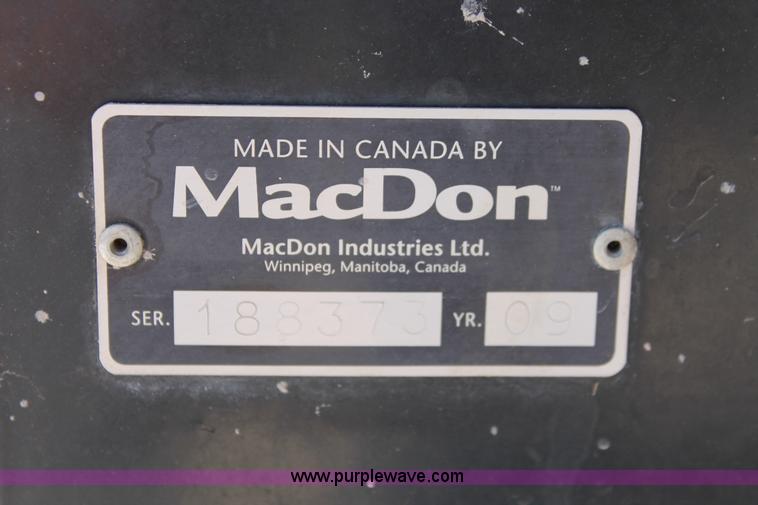 MADE IN CANADA BY
MacDon™
MacDon Industries Ltd.
Winnipeg, Manitoba, Canada
SER. 188373 YR. 09
www.purplewave.com